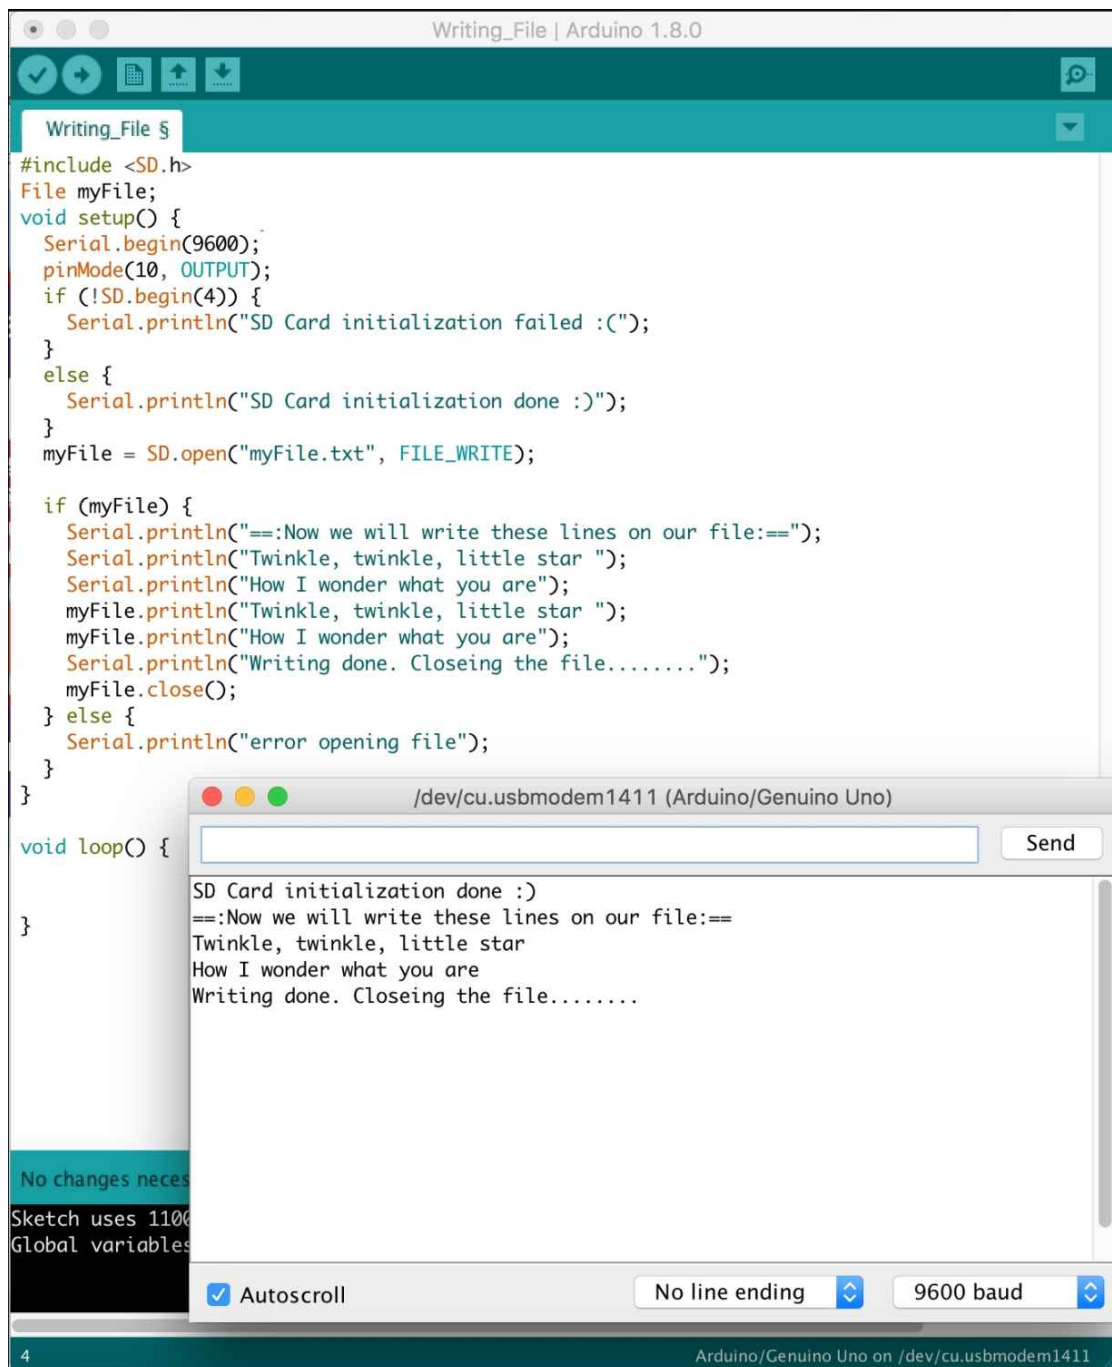 Writing_File | Arduino 1.8.0
Writing_File §
#include <SD.h>
File myFile;
void setup() {
  Serial.begin(9600);
  pinMode(10, OUTPUT);
  if (!SD.begin(4)) {
    Serial.println("SD Card initialization failed :(");
  }
  else {
    Serial.println("SD Card initialization done :)");
  }
  myFile = SD.open("myFile.txt", FILE_WRITE);

  if (myFile) {
    Serial.println("==:Now we will write these lines on our file:==");
    Serial.println("Twinkle, twinkle, little star ");
    Serial.println("How I wonder what you are");
    myFile.println("Twinkle, twinkle, little star ");
    myFile.println("How I wonder what you are");
    Serial.println("Writing done. Closeing the file........");
    myFile.close();
  } else {
    Serial.println("error opening file");
  }
}

void loop() {

}
/dev/cu.usbmodem1411 (Arduino/Genuino Uno)
Send
SD Card initialization done :)
==:Now we will write these lines on our file:==
Twinkle, twinkle, little star
How I wonder what you are
Writing done. Closeing the file........
No changes neces
Sketch uses 1100
Global variables
Autoscroll
No line ending
9600 baud
4
Arduino/Genuino Uno on /dev/cu.usbmodem1411